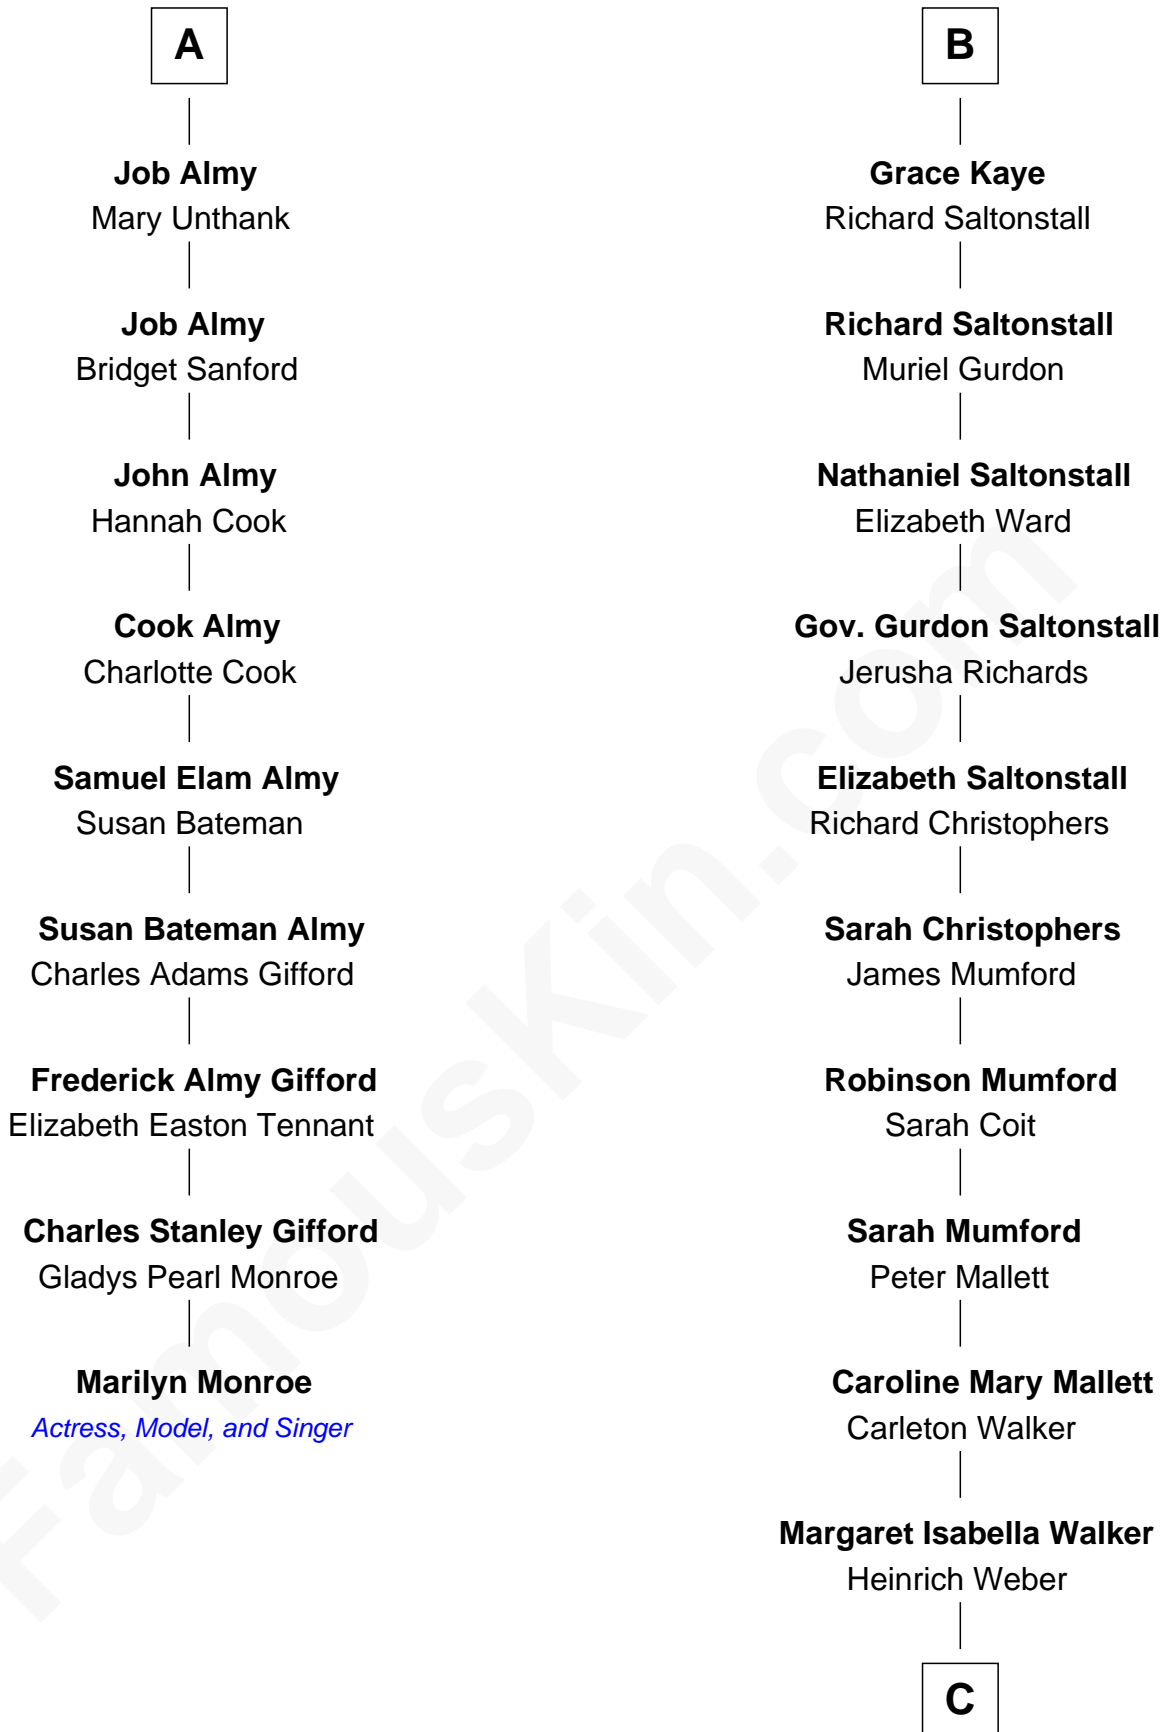 A
Job Almy
Mary Unthank
Job Almy
Bridget Sanford
John Almy
Hannah Cook
Cook Almy
Charlotte Cook
Samuel Elam Almy
Susan Bateman
Susan Bateman Almy
Charles Adams Gifford
Frederick Almy Gifford
Elizabeth Easton Tennant
Charles Stanley Gifford
Gladys Pearl Monroe
Marilyn Monroe
Actress, Model, and Singer
B
Grace Kaye
Richard Saltonstall
Richard Saltonstall
Muriel Gurdon
Nathaniel Saltonstall
Elizabeth Ward
Gov. Gurdon Saltonstall
Jerusha Richards
Elizabeth Saltonstall
Richard Christophers
Sarah Christophers
James Mumford
Robinson Mumford
Sarah Coit
Sarah Mumford
Peter Mallett
Caroline Mary Mallett
Carleton Walker
Margaret Isabella Walker
Heinrich Weber
C
FamousKin.com